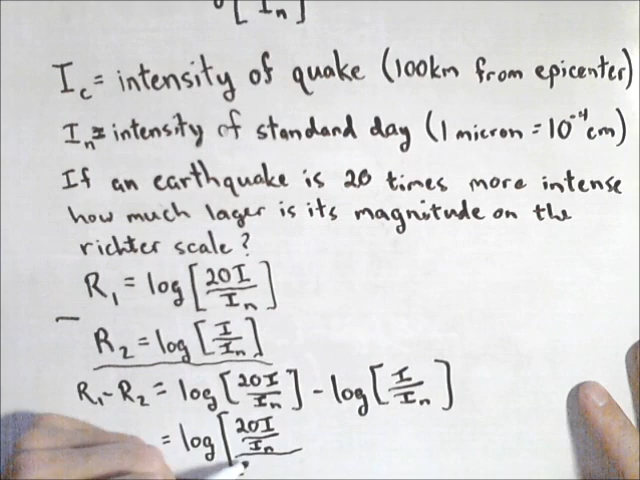 [I_n]
I_c = intensity of quake (100km from epicenter)
I_n = intensity of standard day (1 micron = 10^-4 cm)
If an earthquake is 20 times more intense
how much lager is its magnitude on the
richter scale?
R_1 = log[20I/I_n]
- R_2 = log[I/I_n]
R_1 - R_2 = log[20I/I_n] - log[I/I_n]
= log[20I/I_n